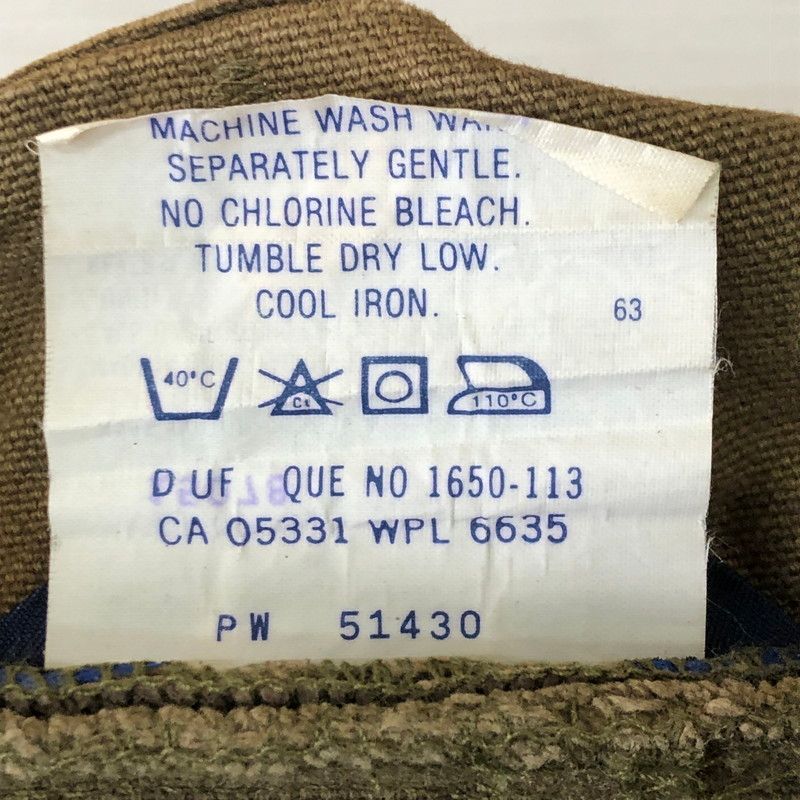 MACHINE WASH
SEPARATELY GENTLE.
NO CHLORINE BLEACH.
TUMBLE DRY LOW.
COOL IRON.
63
40°C
Cl
110°C
D UF QUE NO 1650-113
CA 05331 WPL 6635
PW 51430